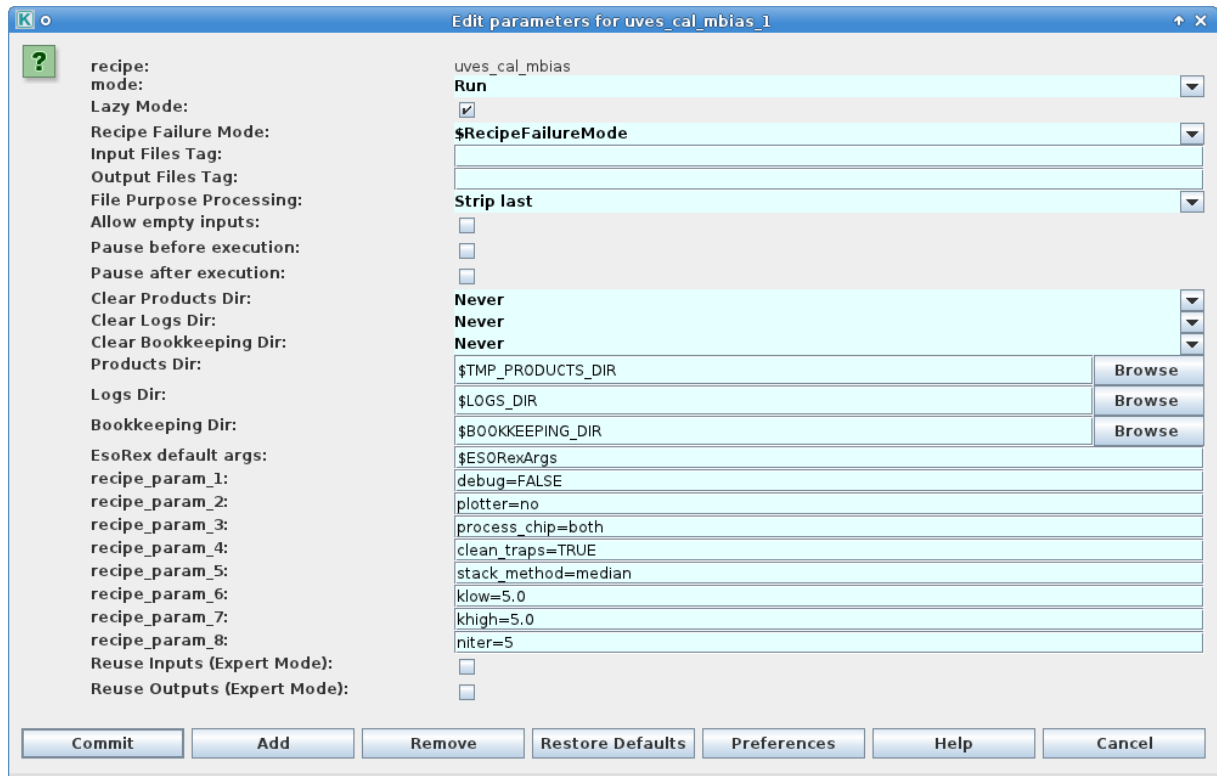 Edit parameters for uves_cal_mbias_1
recipe: uves_cal_mbias
mode: Run
Lazy Mode:
Recipe Failure Mode: $RecipeFailureMode
Input Files Tag:
Output Files Tag:
File Purpose Processing: Strip last
Allow empty inputs:
Pause before execution:
Pause after execution:
Clear Products Dir: Never
Clear Logs Dir: Never
Clear Bookkeeping Dir: Never
Products Dir: $TMP_PRODUCTS_DIR Browse
Logs Dir: $LOGS_DIR Browse
Bookkeeping Dir: $BOOKKEEPING_DIR Browse
EsoRex default args: $ESORexArgs
recipe_param_1: debug=FALSE
recipe_param_2: plotter=no
recipe_param_3: process_chip=both
recipe_param_4: clean_traps=TRUE
recipe_param_5: stack_method=median
recipe_param_6: klow=5.0
recipe_param_7: khigh=5.0
recipe_param_8: niter=5
Reuse Inputs (Expert Mode):
Reuse Outputs (Expert Mode):
Commit Add Remove Restore Defaults Preferences Help Cancel